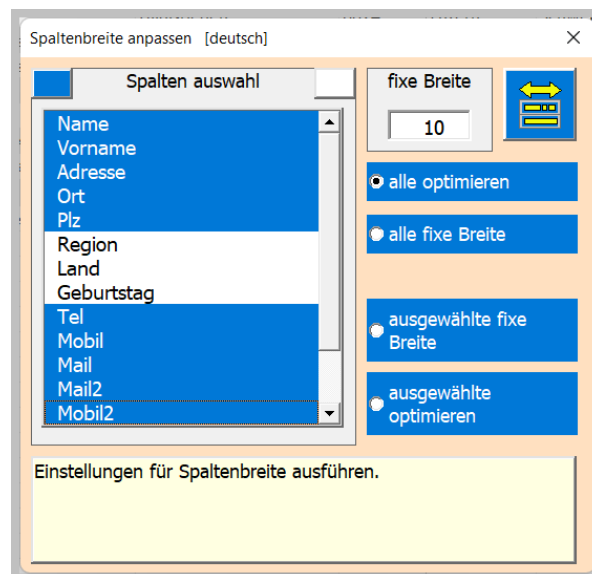 Spaltenbreite anpassen [deutsch]
Spalten auswahl
Name
Vorname
Adresse
Ort
Plz
Region
Land
Geburtstag
Tel
Mobil
Mail
Mail2
Mobil2
fixe Breite
10
alle optimieren
alle fixe Breite
ausgewählte fixe
Breite
ausgewählte
optimieren
Einstellungen für Spaltenbreite ausführen.